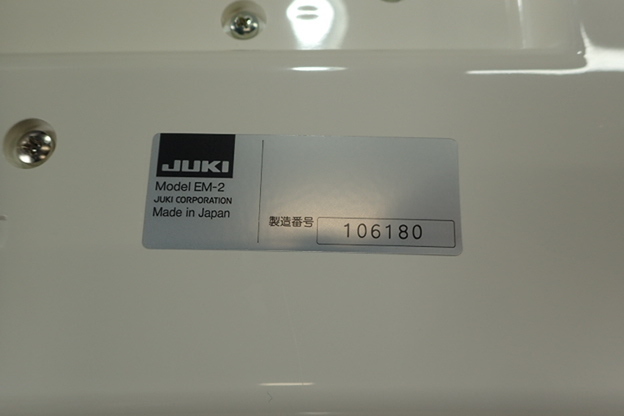 JUKI
Model EM-2
JUKI CORPORATION
Made in Japan
製造番号 106180